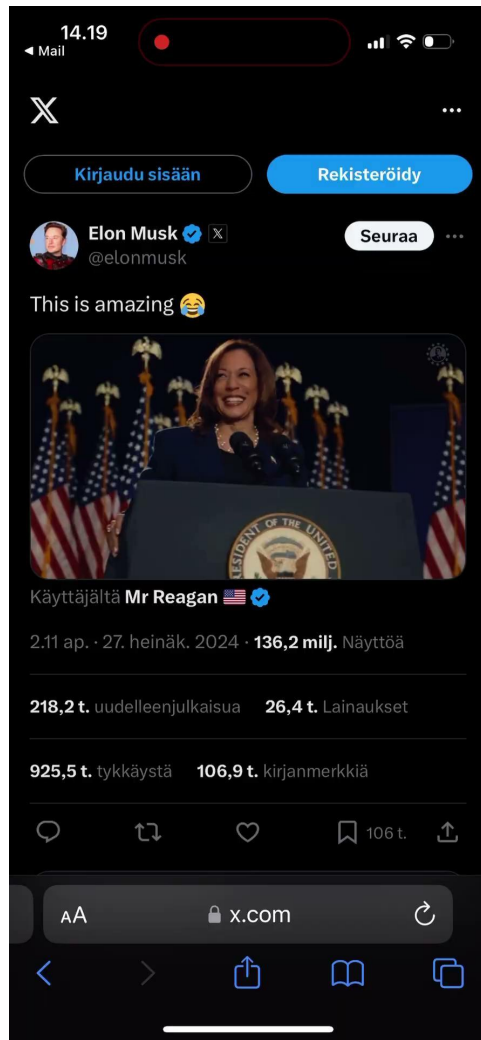 14.19
◀ Mail
Kirjaudu sisään
Rekisteröidy
Elon Musk
@elonmusk
Seuraa
This is amazing 😂
SIDENT OF THE UNITED
Käyttäjältä Mr Reagan 🇺🇸
2.11 ap. · 27. heinäk. 2024 · 136,2 milj. Näyttöä
218,2 t. uudelleenjulkaisua 26,4 t. Lainaukset
925,5 t. tykkäystä 106,9 t. kirjanmerkkiä
106 t.
AA x.com